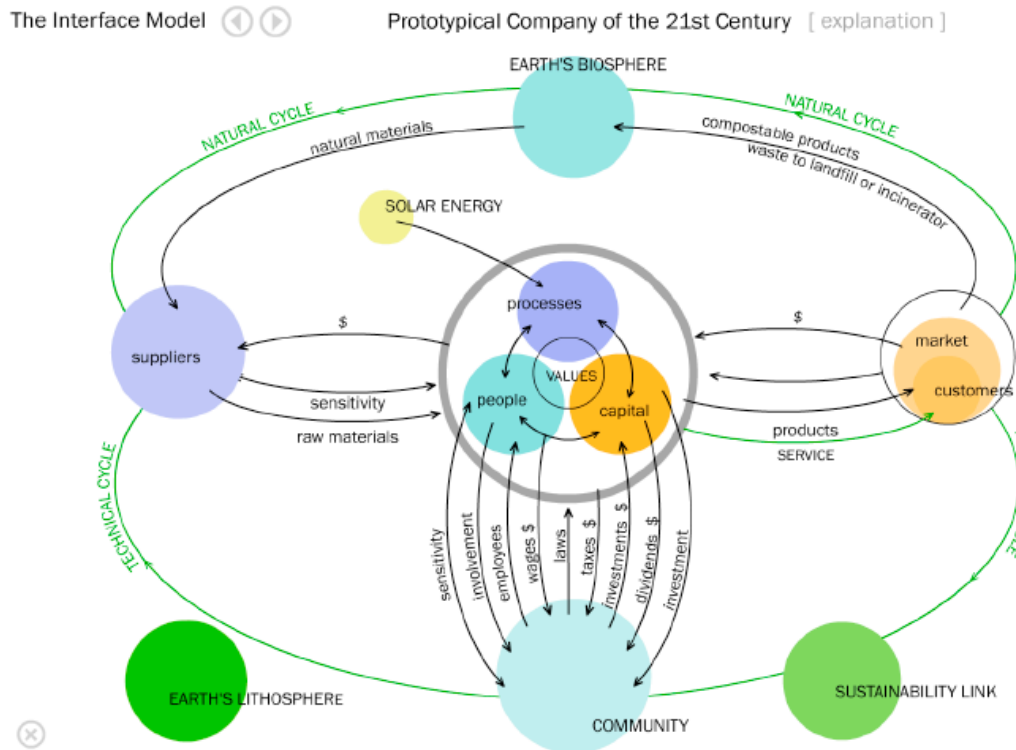 The Interface Model
Prototypical Company of the 21st Century [ explanation ]
EARTH'S BIOSPHERE
NATURAL CYCLE
NATURAL CYCLE
natural materials
compostable products
waste to landfill or incinerator
SOLAR ENERGY
processes
$
$
suppliers
market
VALUES
people
capital
customers
sensitivity
raw materials
products
SERVICE
TECHNICAL CYCLE
sensitivity
involvement
employees
wages $
laws
taxes $
investments $
dividends $
investment
EARTH'S LITHOSPHERE
SUSTAINABILITY LINK
COMMUNITY